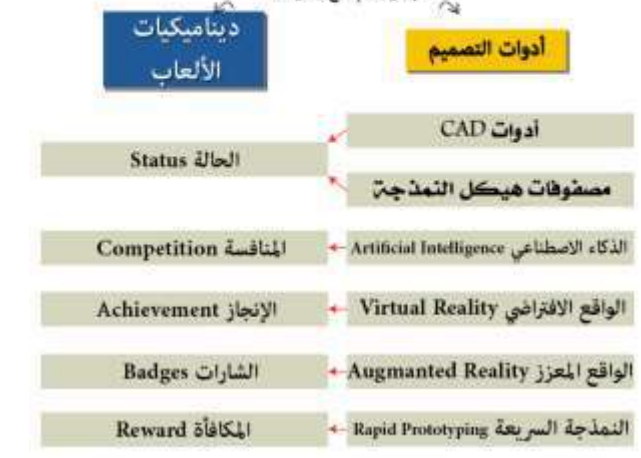 أدوات التصميم
ديناميكيات
الألعاب
أدوات CAD
الحالة Status
مصفوفات هيكل النمذجة
الذكاء الاصطناعي Artificial Intelligence
المنافسة Competition
الواقع الافتراضي Virtual Reality
الإنجاز Achievement
الواقع المعزز Augmanted Reality
الشارات Badges
النمذجة السريعة Rapid Prototyping
المكافأة Reward